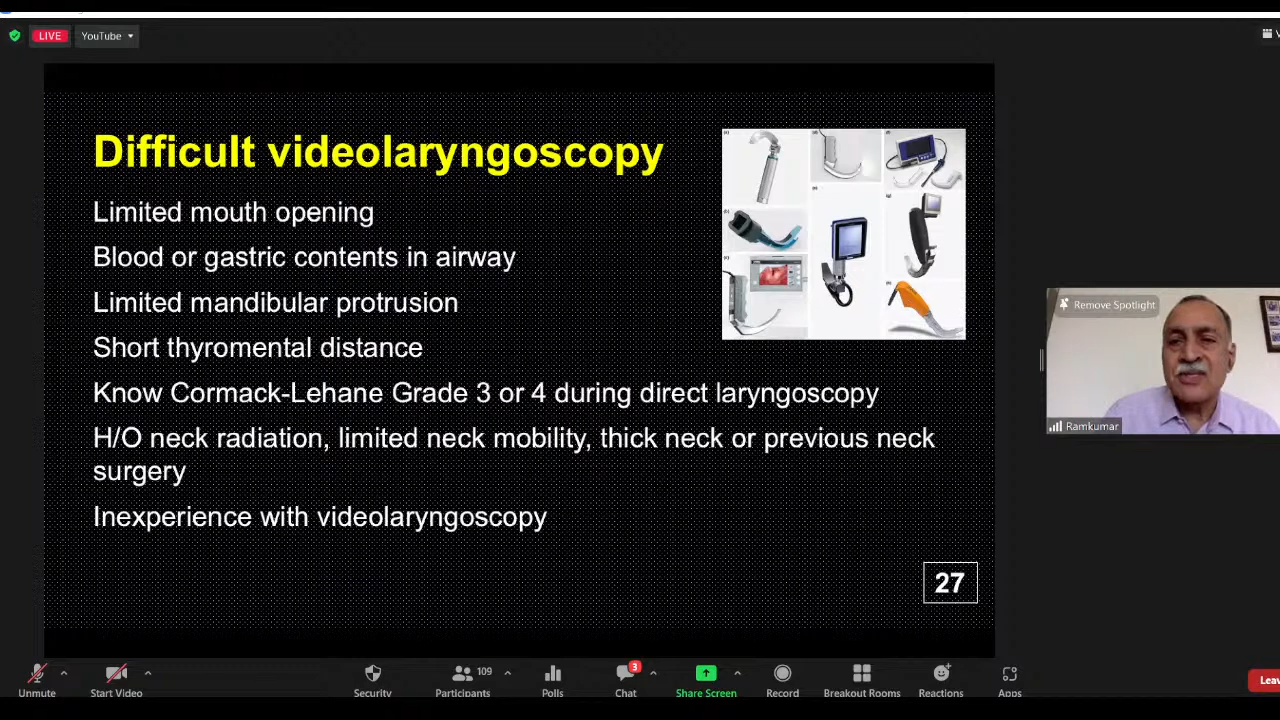 LIVE
YouTube
Difficult videolaryngoscopy
Limited mouth opening
Blood or gastric contents in airway
Limited mandibular protrusion
Short thyromental distance
Know Cormack-Lehane Grade 3 or 4 during direct laryngoscopy
H/O neck radiation, limited neck mobility, thick neck or previous neck
surgery
Inexperience with videolaryngoscopy
27
Remove Spotlight
Ramkumar
Unmute
Start Video
Security
109
Participants
Polls
3
Chat
Share Screen
Record
Breakout Rooms
Reactions
Apps
Leav